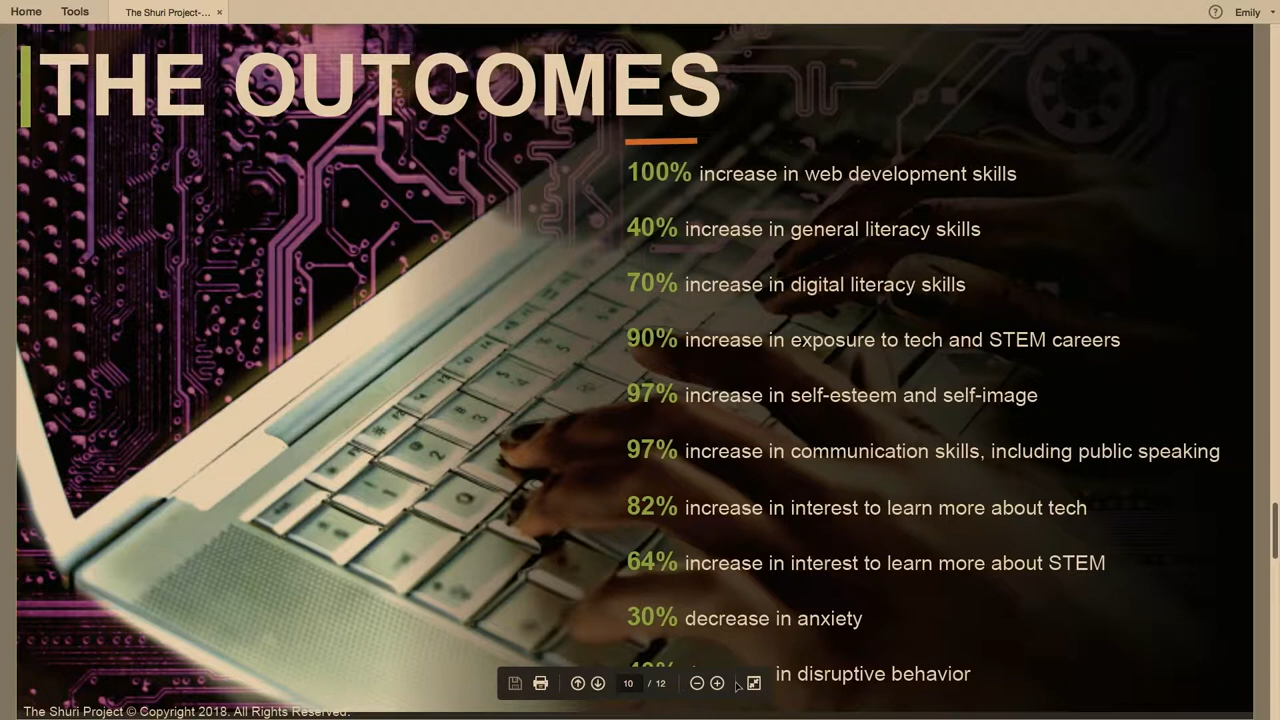 Home Tools The Shuri Project-... × ? Emily
THE OUTCOMES
100% increase in web development skills
40% increase in general literacy skills
70% increase in digital literacy skills
90% increase in exposure to tech and STEM careers
97% increase in self-esteem and self-image
97% increase in communication skills, including public speaking
82% increase in interest to learn more about tech
64% increase in interest to learn more about STEM
30% decrease in anxiety
in disruptive behavior
10 / 12
The Shuri Project © Copyright 2018. All Rights Reserved.